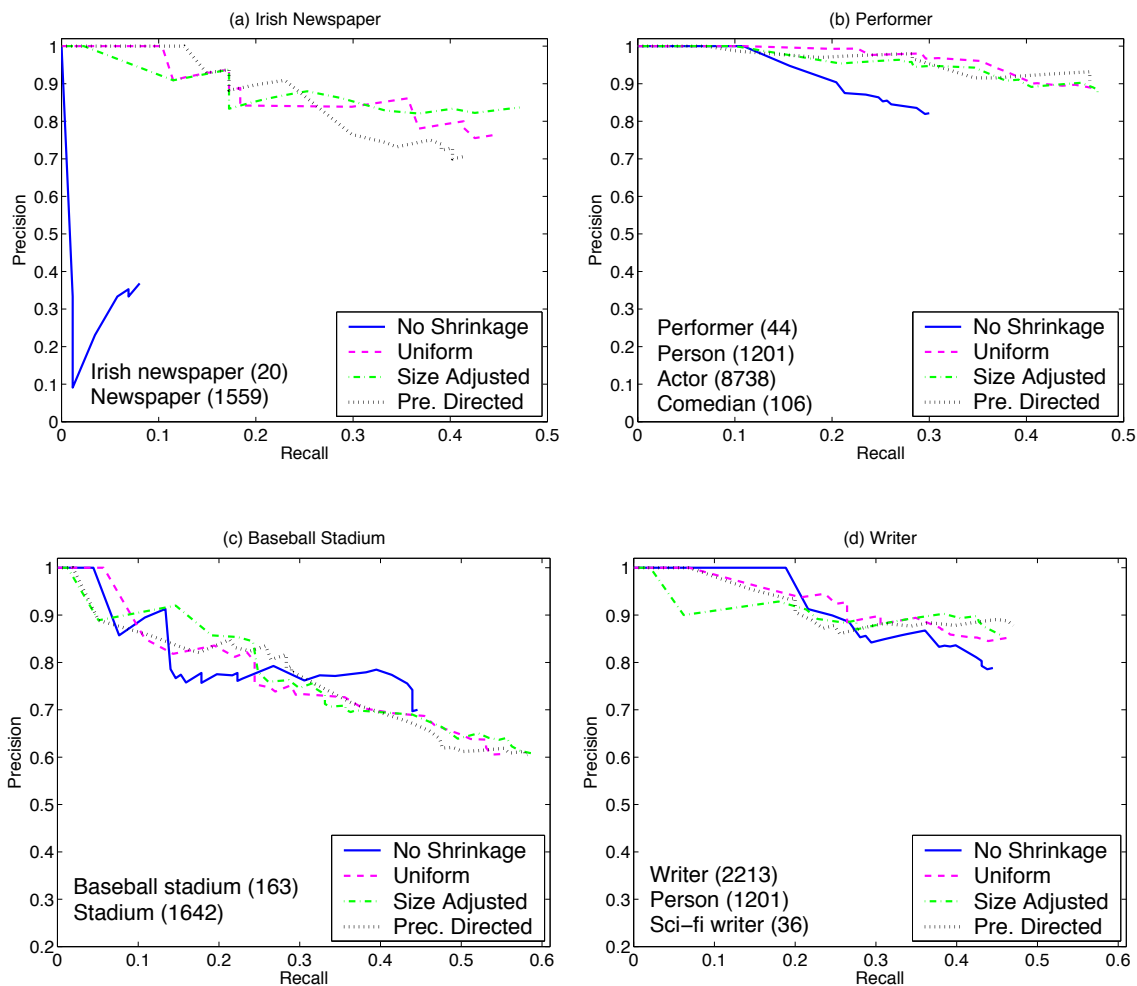 (a) Irish Newspaper
1
0.9
0.8
0.7
0.6
0.5
0.4
0.3
0.2
0.1
0
Precision
0
0.1
0.2
0.3
0.4
0.5
Recall
Irish newspaper (20)
Newspaper (1559)
No Shrinkage
Uniform
Size Adjusted
Pre. Directed
(b) Performer
1
0.9
0.8
0.7
0.6
0.5
0.4
0.3
0.2
0.1
0
Precision
0
0.1
0.2
0.3
0.4
0.5
Recall
Performer (44)
Person (1201)
Actor (8738)
Comedian (106)
No Shrinkage
Uniform
Size Adjusted
Pre. Directed
(c) Baseball Stadium
1
0.9
0.8
0.7
0.6
0.5
0.4
0.3
0.2
Precision
0
0.1
0.2
0.3
0.4
0.5
0.6
Recall
Baseball stadium (163)
Stadium (1642)
No Shrinkage
Uniform
Size Adjusted
Prec. Directed
(d) Writer
1
0.9
0.8
0.7
0.6
0.5
0.4
0.3
0.2
Precision
0
0.1
0.2
0.3
0.4
0.5
0.6
Recall
Writer (2213)
Person (1201)
Sci−fi writer (36)
No Shrinkage
Uniform
Size Adjusted
Pre. Directed